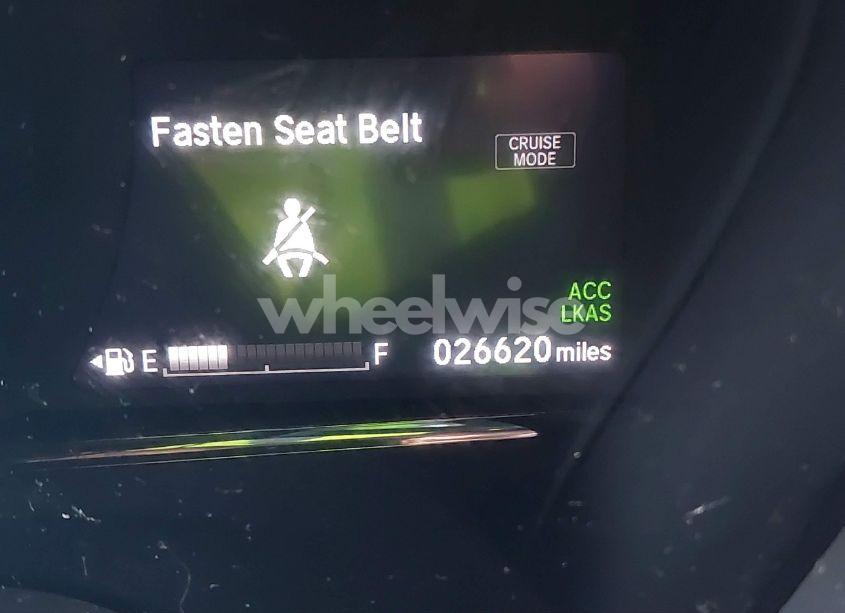 Fasten Seat Belt
CRUISE
MODE
wheelwise
ACC
LKAS
E
F
026620 miles